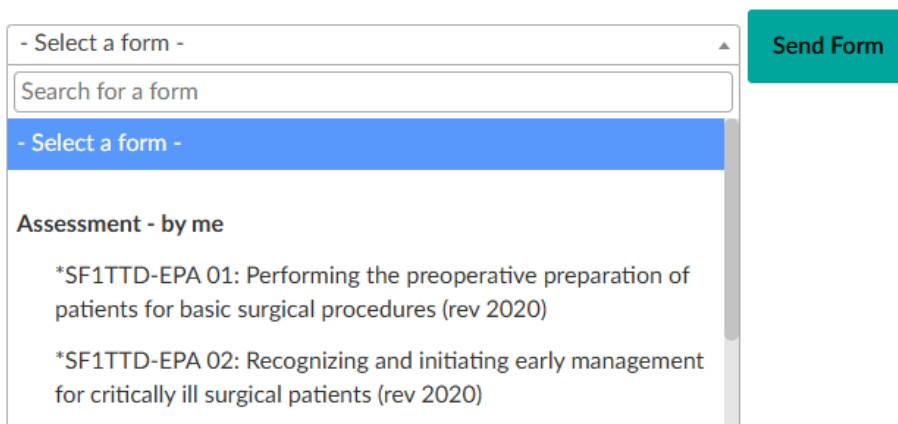 - Select a form -
Send Form
Search for a form
- Select a form -
Assessment - by me
*SF1TTD-EPA 01: Performing the preoperative preparation of
patients for basic surgical procedures (rev 2020)
*SF1TTD-EPA 02: Recognizing and initiating early management
for critically ill surgical patients (rev 2020)